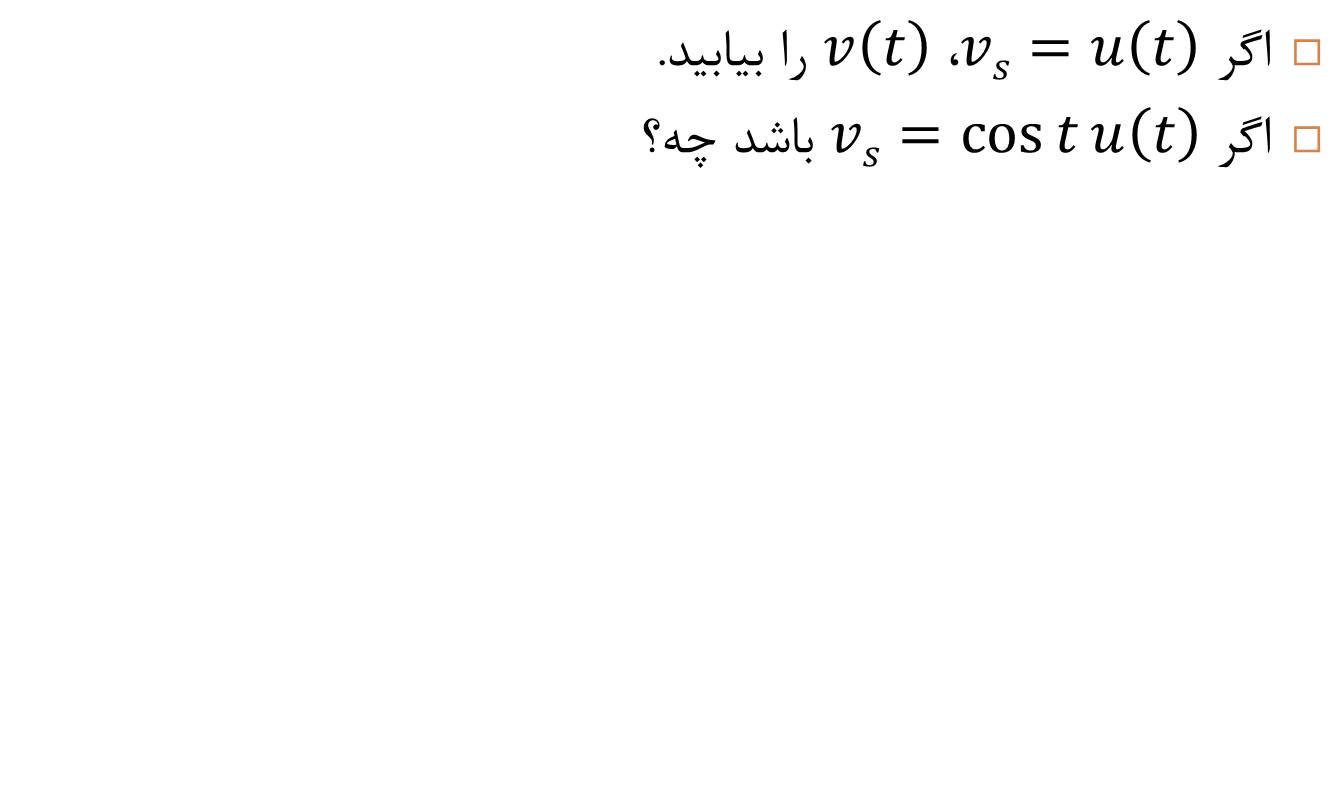 اگر v_s = u(t)، v(t) را بیابید.
اگر v_s = cos t u(t) باشد چه؟